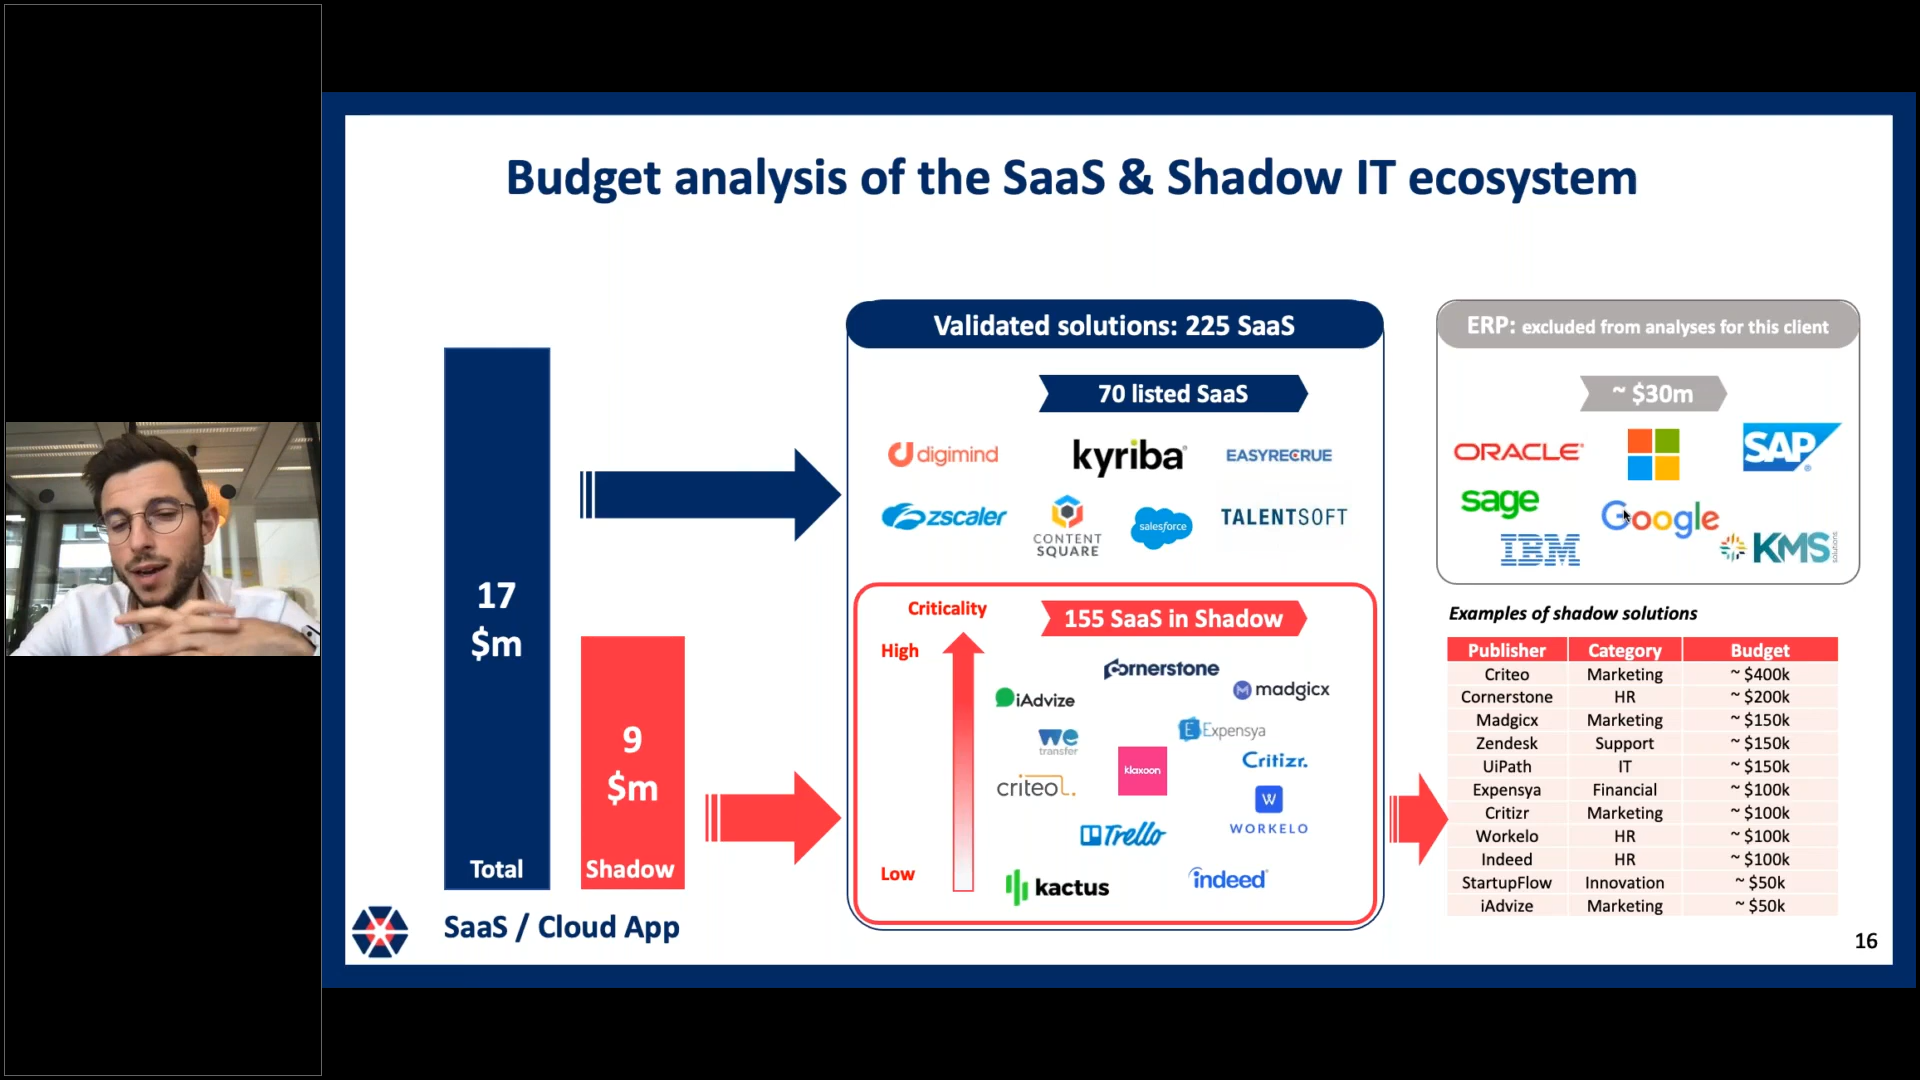 Budget analysis of the SaaS & Shadow IT ecosystem
17
$m
Total
9
$m
Shadow
SaaS / Cloud App
Validated solutions: 225 SaaS
70 listed SaaS
digimind
kyriba
EASYRECRUE
zscaler
CONTENT
SQUARE
salesforce
TALENTSOFT
Criticality
High
Low
155 SaaS in Shadow
Cornerstone
iAdvize
madgicx
we
transfer
Expensya
klaxoon
Critizr.
criteo.
W
WORKELO
Trello
kactus
indeed
ERP: excluded from analyses for this client
~ $30m
ORACLE
SAP
sage
Google
IBM
KMS
solutions
Examples of shadow solutions
Publisher Category Budget
Criteo Marketing ~ $400k
Cornerstone HR ~ $200k
Madgicx Marketing ~ $150k
Zendesk Support ~ $150k
UiPath IT ~ $150k
Expensya Financial ~ $100k
Critizr Marketing ~ $100k
Workelo HR ~ $100k
Indeed HR ~ $100k
StartupFlow Innovation ~ $50k
iAdvize Marketing ~ $50k
16